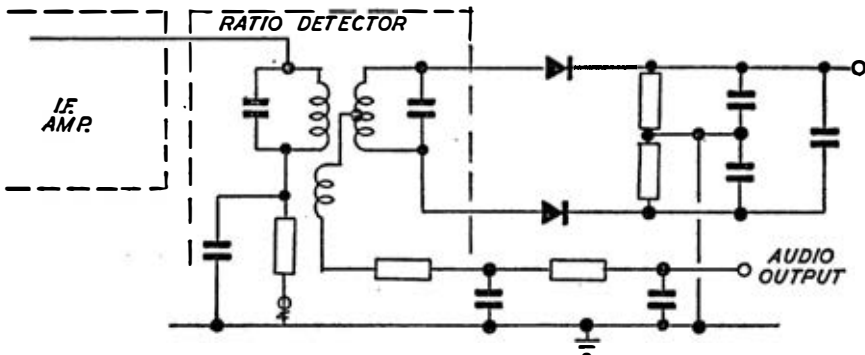 RATIO DETECTOR
I.F.
AMP.
AUDIO
OUTPUT